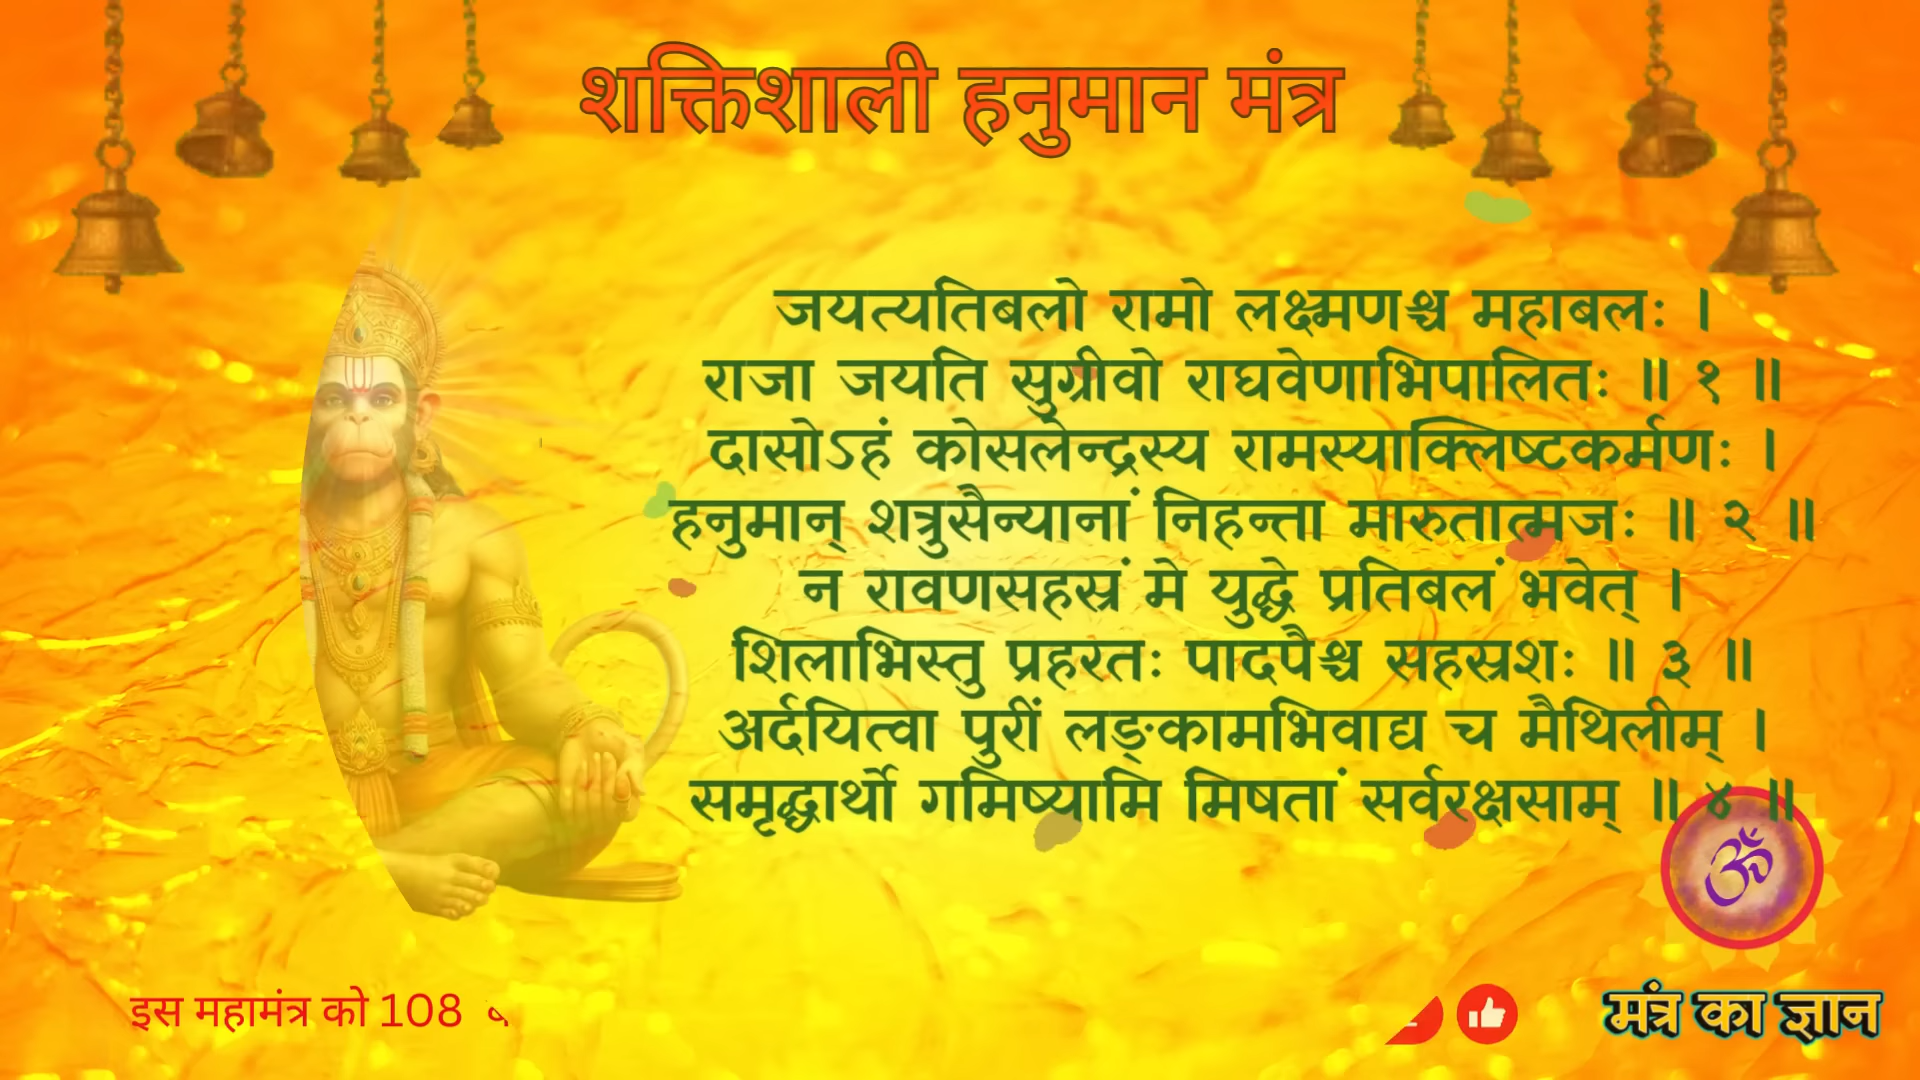 शक्तिशाली हनुमान मंत्र
जयत्यतिबलो रामो लक्ष्मणश्च महाबलः ।
राजा जयति सुग्रीवो राघवेणाभिपालितः ॥ १ ॥
दासोऽहं कोसलेन्द्रस्य रामस्याक्लिष्टकर्मणः ।
हनुमान् शत्रुसैन्यानां निहन्ता मारुतात्मजः ॥ २ ॥
न रावणसहस्रं मे युद्धे प्रतिबलं भवेत् ।
शिलाभिस्तु प्रहरतः पादपैश्च सहस्रशः ॥ ३ ॥
अर्दयित्वा पुरीं लङ्कामभिवाद्य च मैथिलीम् ।
समृद्धार्थो गमिष्यामि मिषतां सर्वरक्षसाम् ॥ ४ ॥
ॐ
इस महामंत्र को 108
मंत्र का ज्ञान